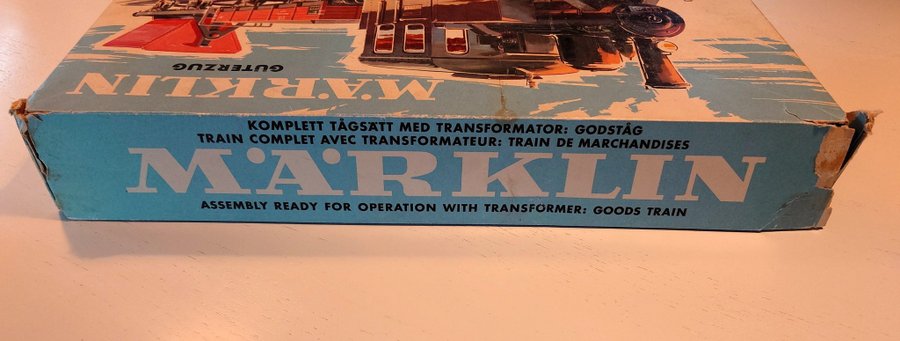 GÜTERZUG
MÄRKLIN
KOMPLETT TÅGSÄTT MED TRANSFORMATOR: GODSTÅG
TRAIN COMPLET AVEC TRANSFORMATEUR: TRAIN DE MARCHANDISES
MÄRKLIN
ASSEMBLY READY FOR OPERATION WITH TRANSFORMER: GOODS TRAIN